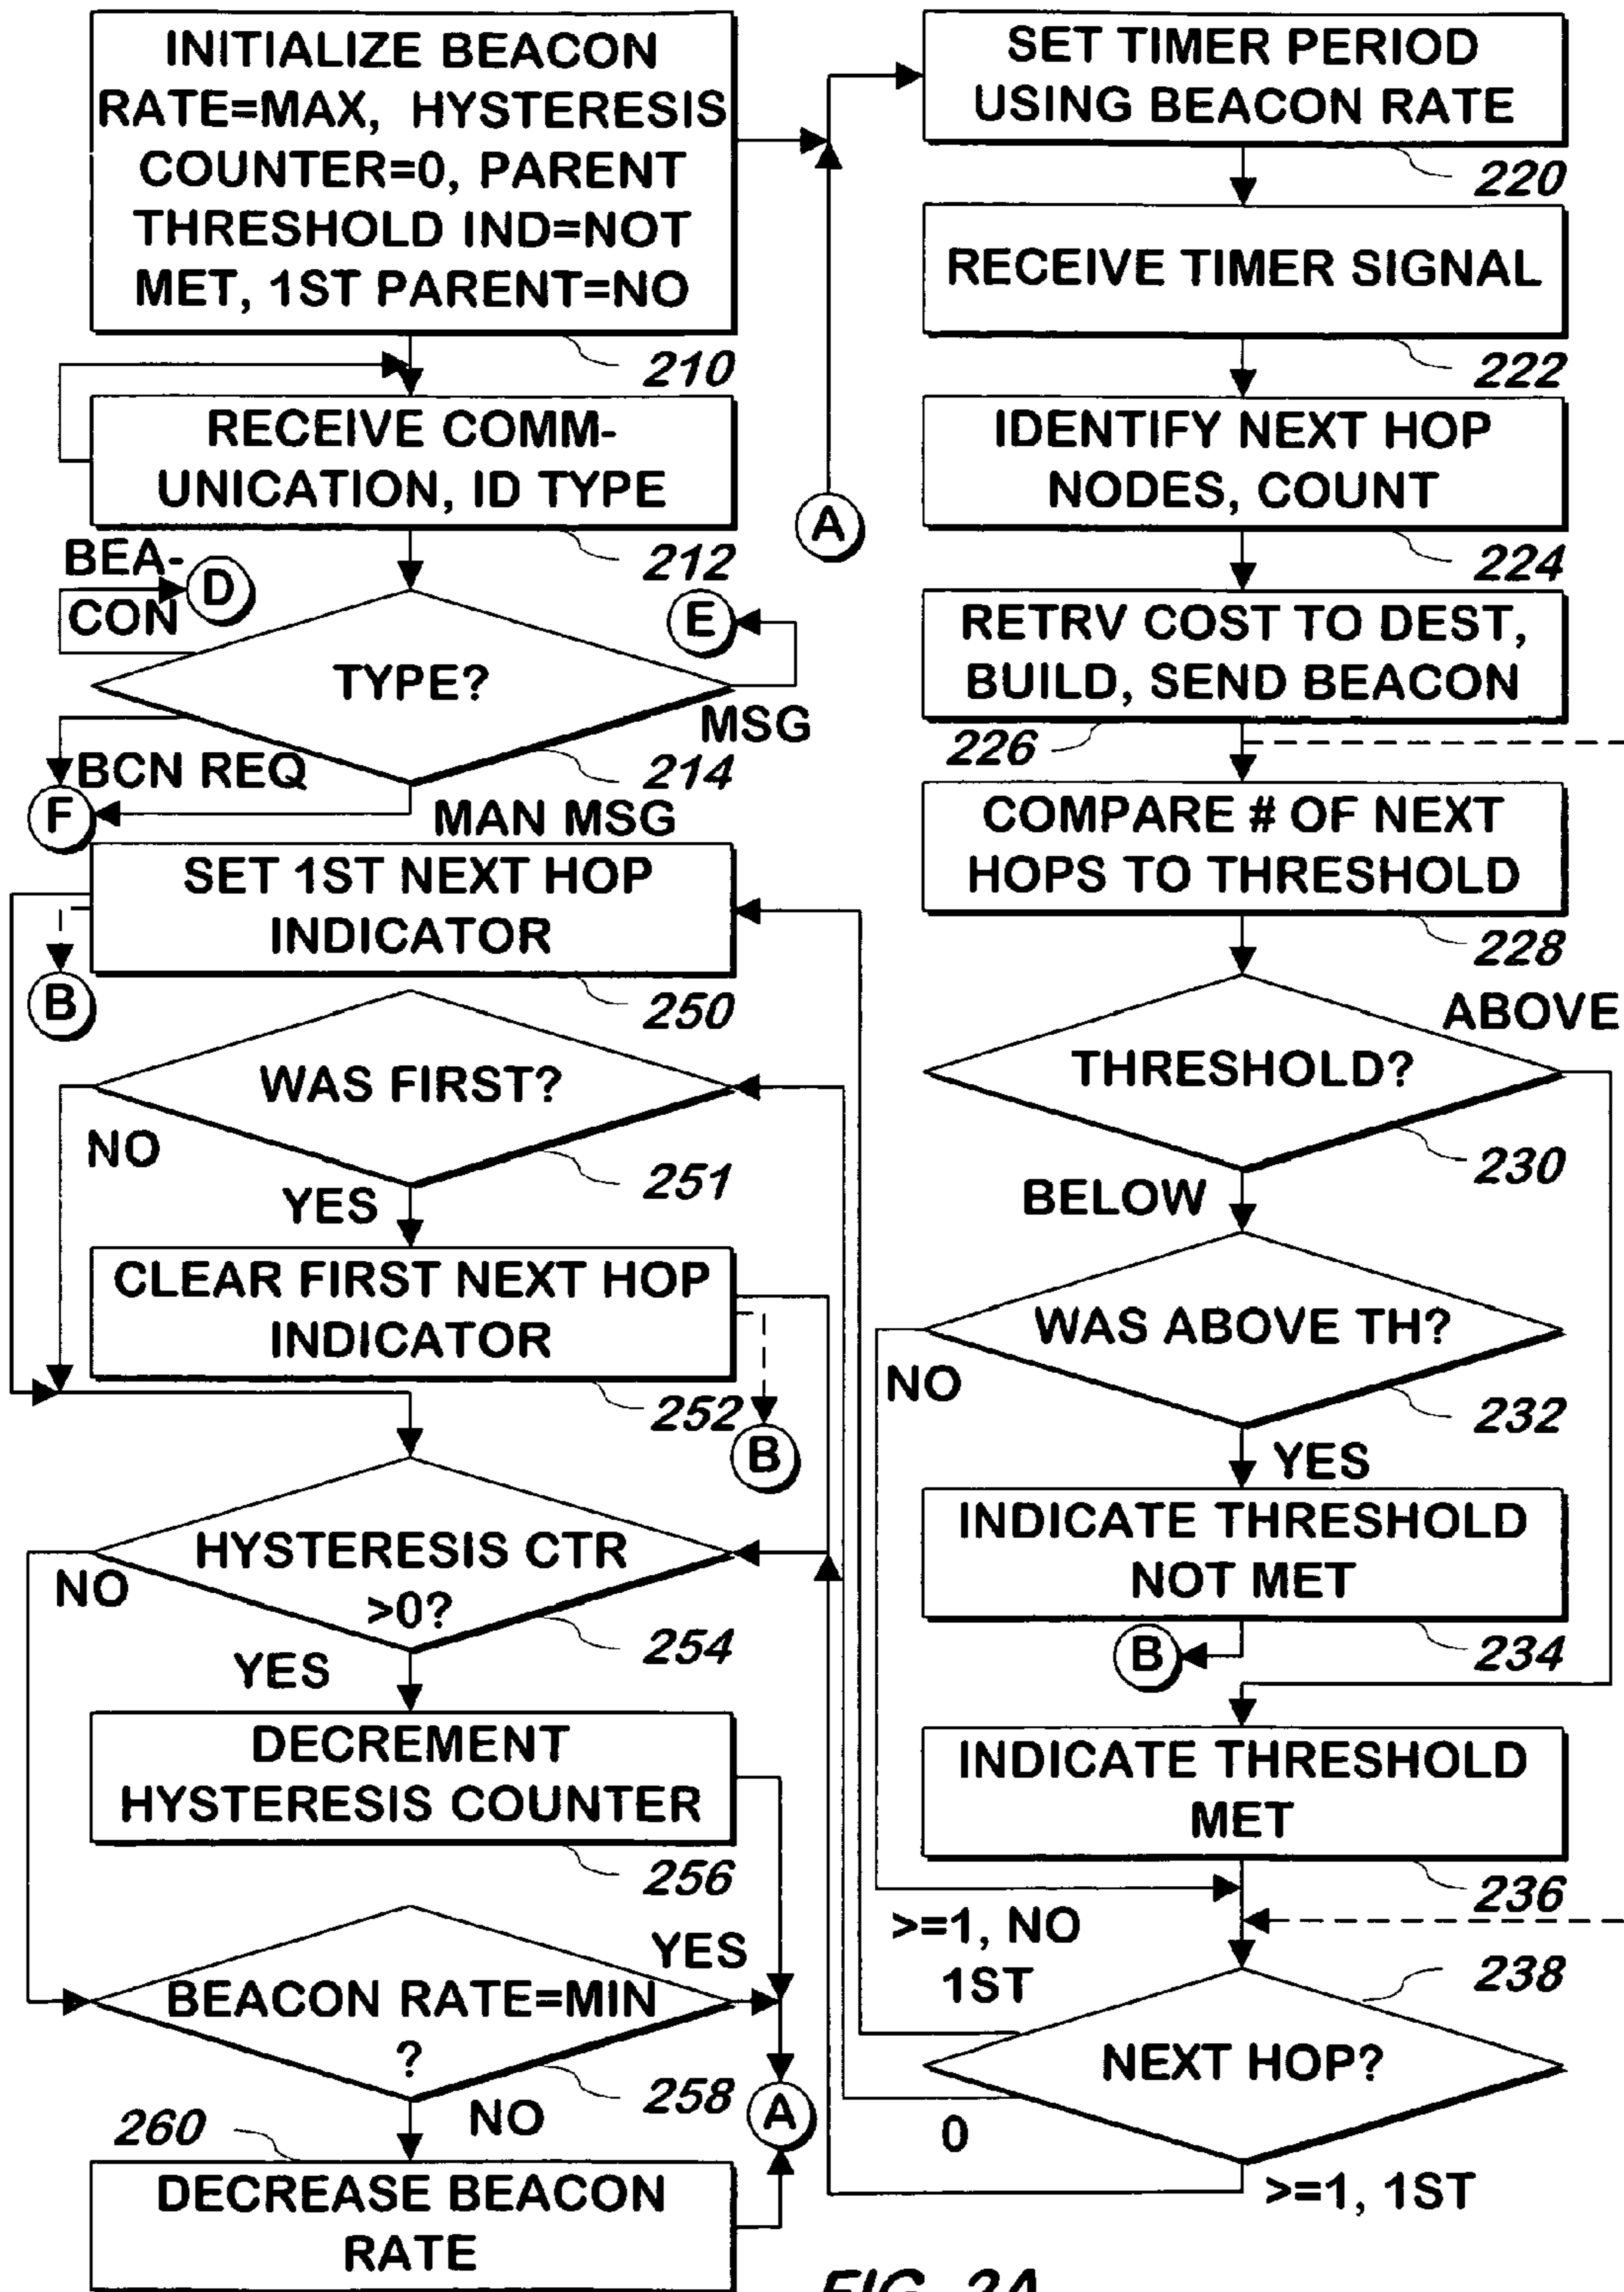 INITIALIZE BEACON
RATE=MAX, HYSTERESIS
COUNTER=0, PARENT
THRESHOLD IND=NOT
MET, 1ST PARENT=NO
210
RECEIVE COMM-
UNICATION, ID TYPE
212
BEA-
CON
D
E
TYPE?
MSG
214
BCN REQ
F
MAN MSG
SET 1ST NEXT HOP
INDICATOR
B
250
WAS FIRST?
NO
251
YES
CLEAR FIRST NEXT HOP
INDICATOR
252
B
HYSTERESIS CTR
>0?
NO
254
YES
DECREMENT
HYSTERESIS COUNTER
256
YES
BEACON RATE=MIN
?
258
NO
A
260
DECREASE BEACON
RATE
A
SET TIMER PERIOD
USING BEACON RATE
220
RECEIVE TIMER SIGNAL
222
IDENTIFY NEXT HOP
NODES, COUNT
224
RETRV COST TO DEST,
BUILD, SEND BEACON
226
COMPARE # OF NEXT
HOPS TO THRESHOLD
228
ABOVE
THRESHOLD?
230
BELOW
WAS ABOVE TH?
NO
232
YES
INDICATE THRESHOLD
NOT MET
B
234
INDICATE THRESHOLD
MET
236
>=1, NO
1ST
238
NEXT HOP?
0
>=1, 1ST
FIG. 2A